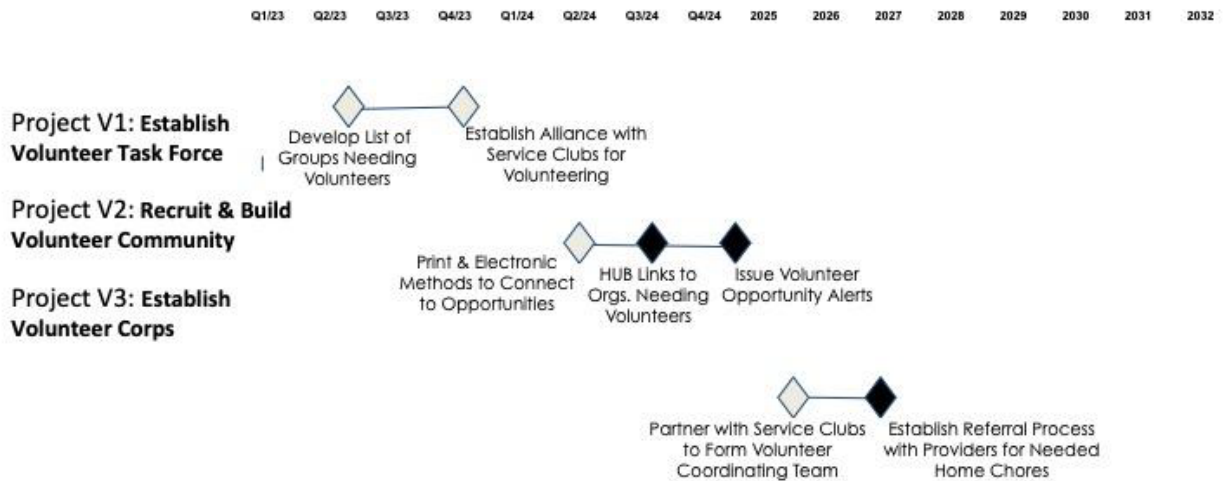 Q1/23 Q2/23 Q3/23 Q4/23 Q1/24 Q2/24 Q3/24 Q4/24 2025 2026 2027 2028 2029 2030 2031 2032
Project V1: Establish
Volunteer Task Force
Develop List of
Groups Needing
Volunteers
Establish Alliance with
Service Clubs for
Volunteering
Project V2: Recruit & Build
Volunteer Community
Print & Electronic
Methods to Connect
to Opportunities
HUB Links to
Orgs. Needing
Volunteers
Issue Volunteer
Opportunity Alerts
Project V3: Establish
Volunteer Corps
Partner with Service Clubs
to Form Volunteer
Coordinating Team
Establish Referral Process
with Providers for Needed
Home Chores